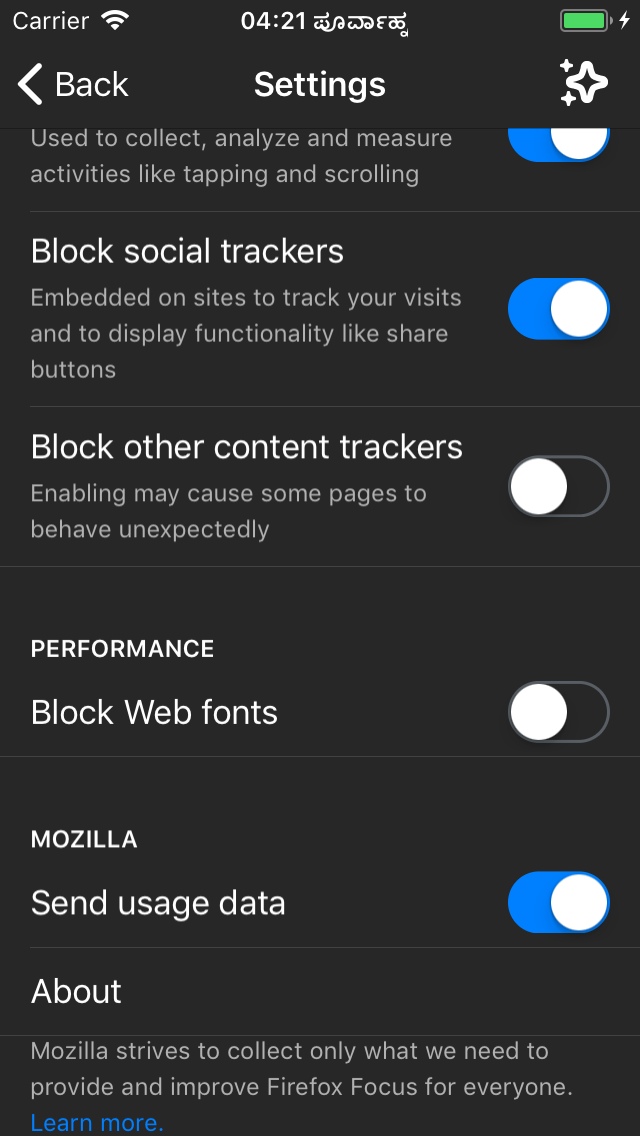 Carrier 04:21 ಪೂರ್ವಾಹ್ನ
Back Settings
Used to collect, analyze and measure
activities like tapping and scrolling
Block social trackers
Embedded on sites to track your visits
and to display functionality like share
buttons
Block other content trackers
Enabling may cause some pages to
behave unexpectedly
PERFORMANCE
Block Web fonts
MOZILLA
Send usage data
About
Mozilla strives to collect only what we need to
provide and improve Firefox Focus for everyone.
Learn more.